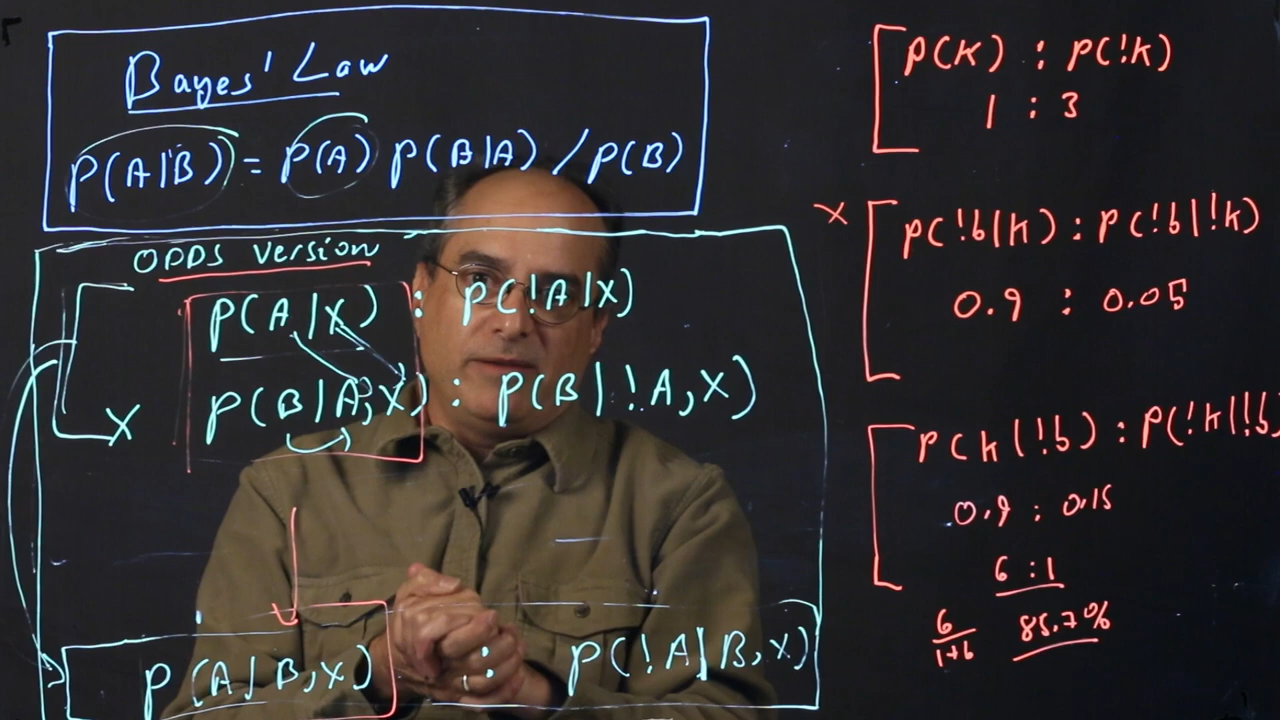 Bayes' Law
P(A|B) = P(A) P(B|A) / P(B)
ODDS version
P(A|X) : P(!A|X)
X P(B|A,X) : P(B|!A,X)
P(A|B,X) : P(!A|B,X)
P(K) : P(!K)
1 : 3
X P(!b|K) : P(!b|!K)
0.9 : 0.05
P(K|!b) : P(!K|!b)
0.9 : 0.15
6 : 1
6/1+6 85.7%